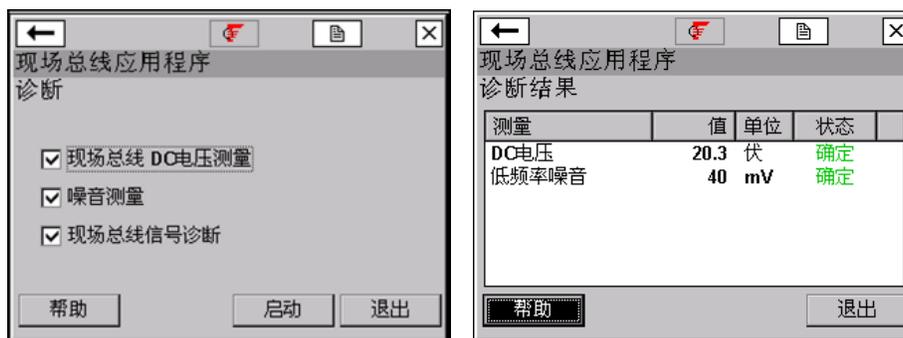 现场总线应用程序
诊断
现场总线 DC电压测量
噪音测量
现场总线信号诊断
帮助 启动 退出
现场总线应用程序
诊断结果
测量 值 单位 状态
DC电压 20.3 伏 确定
低频率噪音 40 mV 确定
帮助 退出